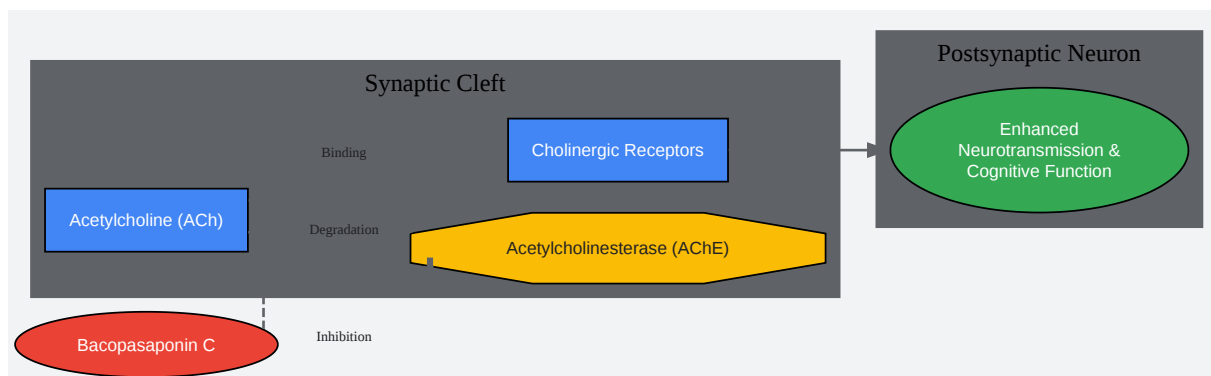 Postsynaptic Neuron
Synaptic Cleft
Enhanced
Neurotransmission &
Cognitive Function
Binding
Cholinergic Receptors
Acetylcholine (ACh)
Degradation
Acetylcholinesterase (AChE)
Bacopasaponin C
Inhibition